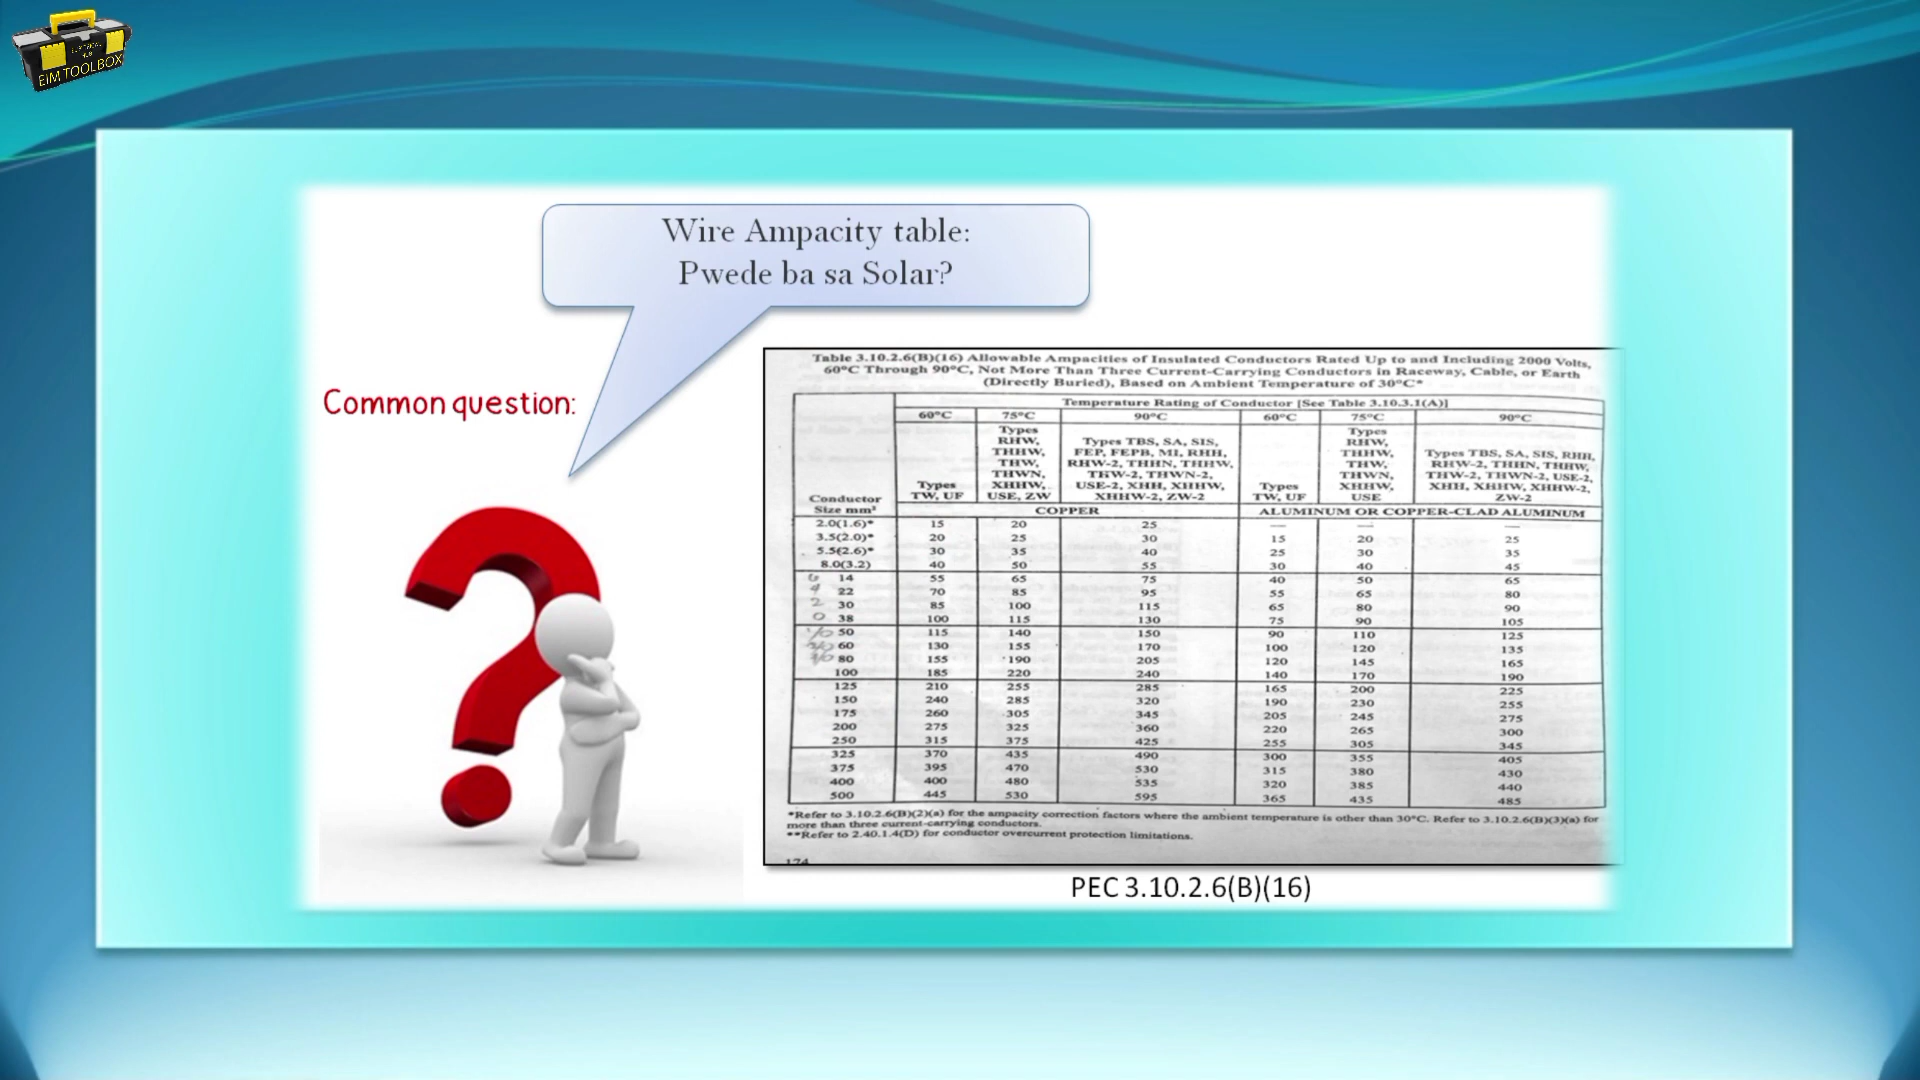 EIM TOOLBOX
Wire Ampacity table:
Pwede ba sa Solar?
Common question:
Table 3.10.2.6(B)(16) Allowable Ampacities of Insulated Conductors Rated Up to and Including 2000 Volts,
60°C Through 90°C, Not More Than Three Current-Carrying Conductors in Raceway, Cable, or Earth
(Directly Buried), Based on Ambient Temperature of 30°C*
Temperature Rating of Conductor [See Table 3.10.3.1(A)]
60°C 75°C 90°C 60°C 75°C 90°C
Conductor Size mm²
Types TW, UF
Types RHW, THHW, THW, THWN, XHHW, USE, ZW
Types TBS, SA, SIS, FEP, FEPB, MI, RHH, RHW-2, THHN, THHW, THW-2, THWN-2, USE-2, XHH, XHHW, XHHW-2, ZW-2
Types TW, UF
Types RHW, THHW, THW, THWN, XHHW, USE
Types TBS, SA, SIS, RHH, RHW-2, THHN, THHW, THW-2, THWN-2, USE-2, XHH, XHHW, XHHW-2, ZW-2
COPPER ALUMINUM OR COPPER-CLAD ALUMINUM
2.0(1.6)* 15 20 25 — — —
3.5(2.0)* 20 25 30 15 20 25
5.5(2.6)* 30 35 40 25 30 35
8.0(3.2) 40 50 55 30 40 45
6 14 55 65 75 40 50 65
4 22 70 85 95 55 65 80
2 30 85 100 115 65 80 90
0 38 100 115 130 75 90 105
50 115 140 150 90 110 125
60 130 155 170 100 120 135
80 155 190 205 120 145 165
100 185 220 240 140 170 190
125 210 255 285 165 200 225
150 240 285 320 190 230 255
175 260 305 345 205 245 275
200 275 325 360 220 265 300
250 315 375 425 255 305 345
325 370 435 490 300 355 405
375 395 470 530 315 380 430
400 400 480 535 320 385 440
500 445 530 595 365 435 485
*Refer to 3.10.2.6(B)(2)(a) for the ampacity correction factors where the ambient temperature is other than 30°C. Refer to 3.10.2.6(B)(3)(a) for
more than three current-carrying conductors.
**Refer to 2.40.1.4(D) for conductor overcurrent protection limitations.
174
PEC 3.10.2.6(B)(16)